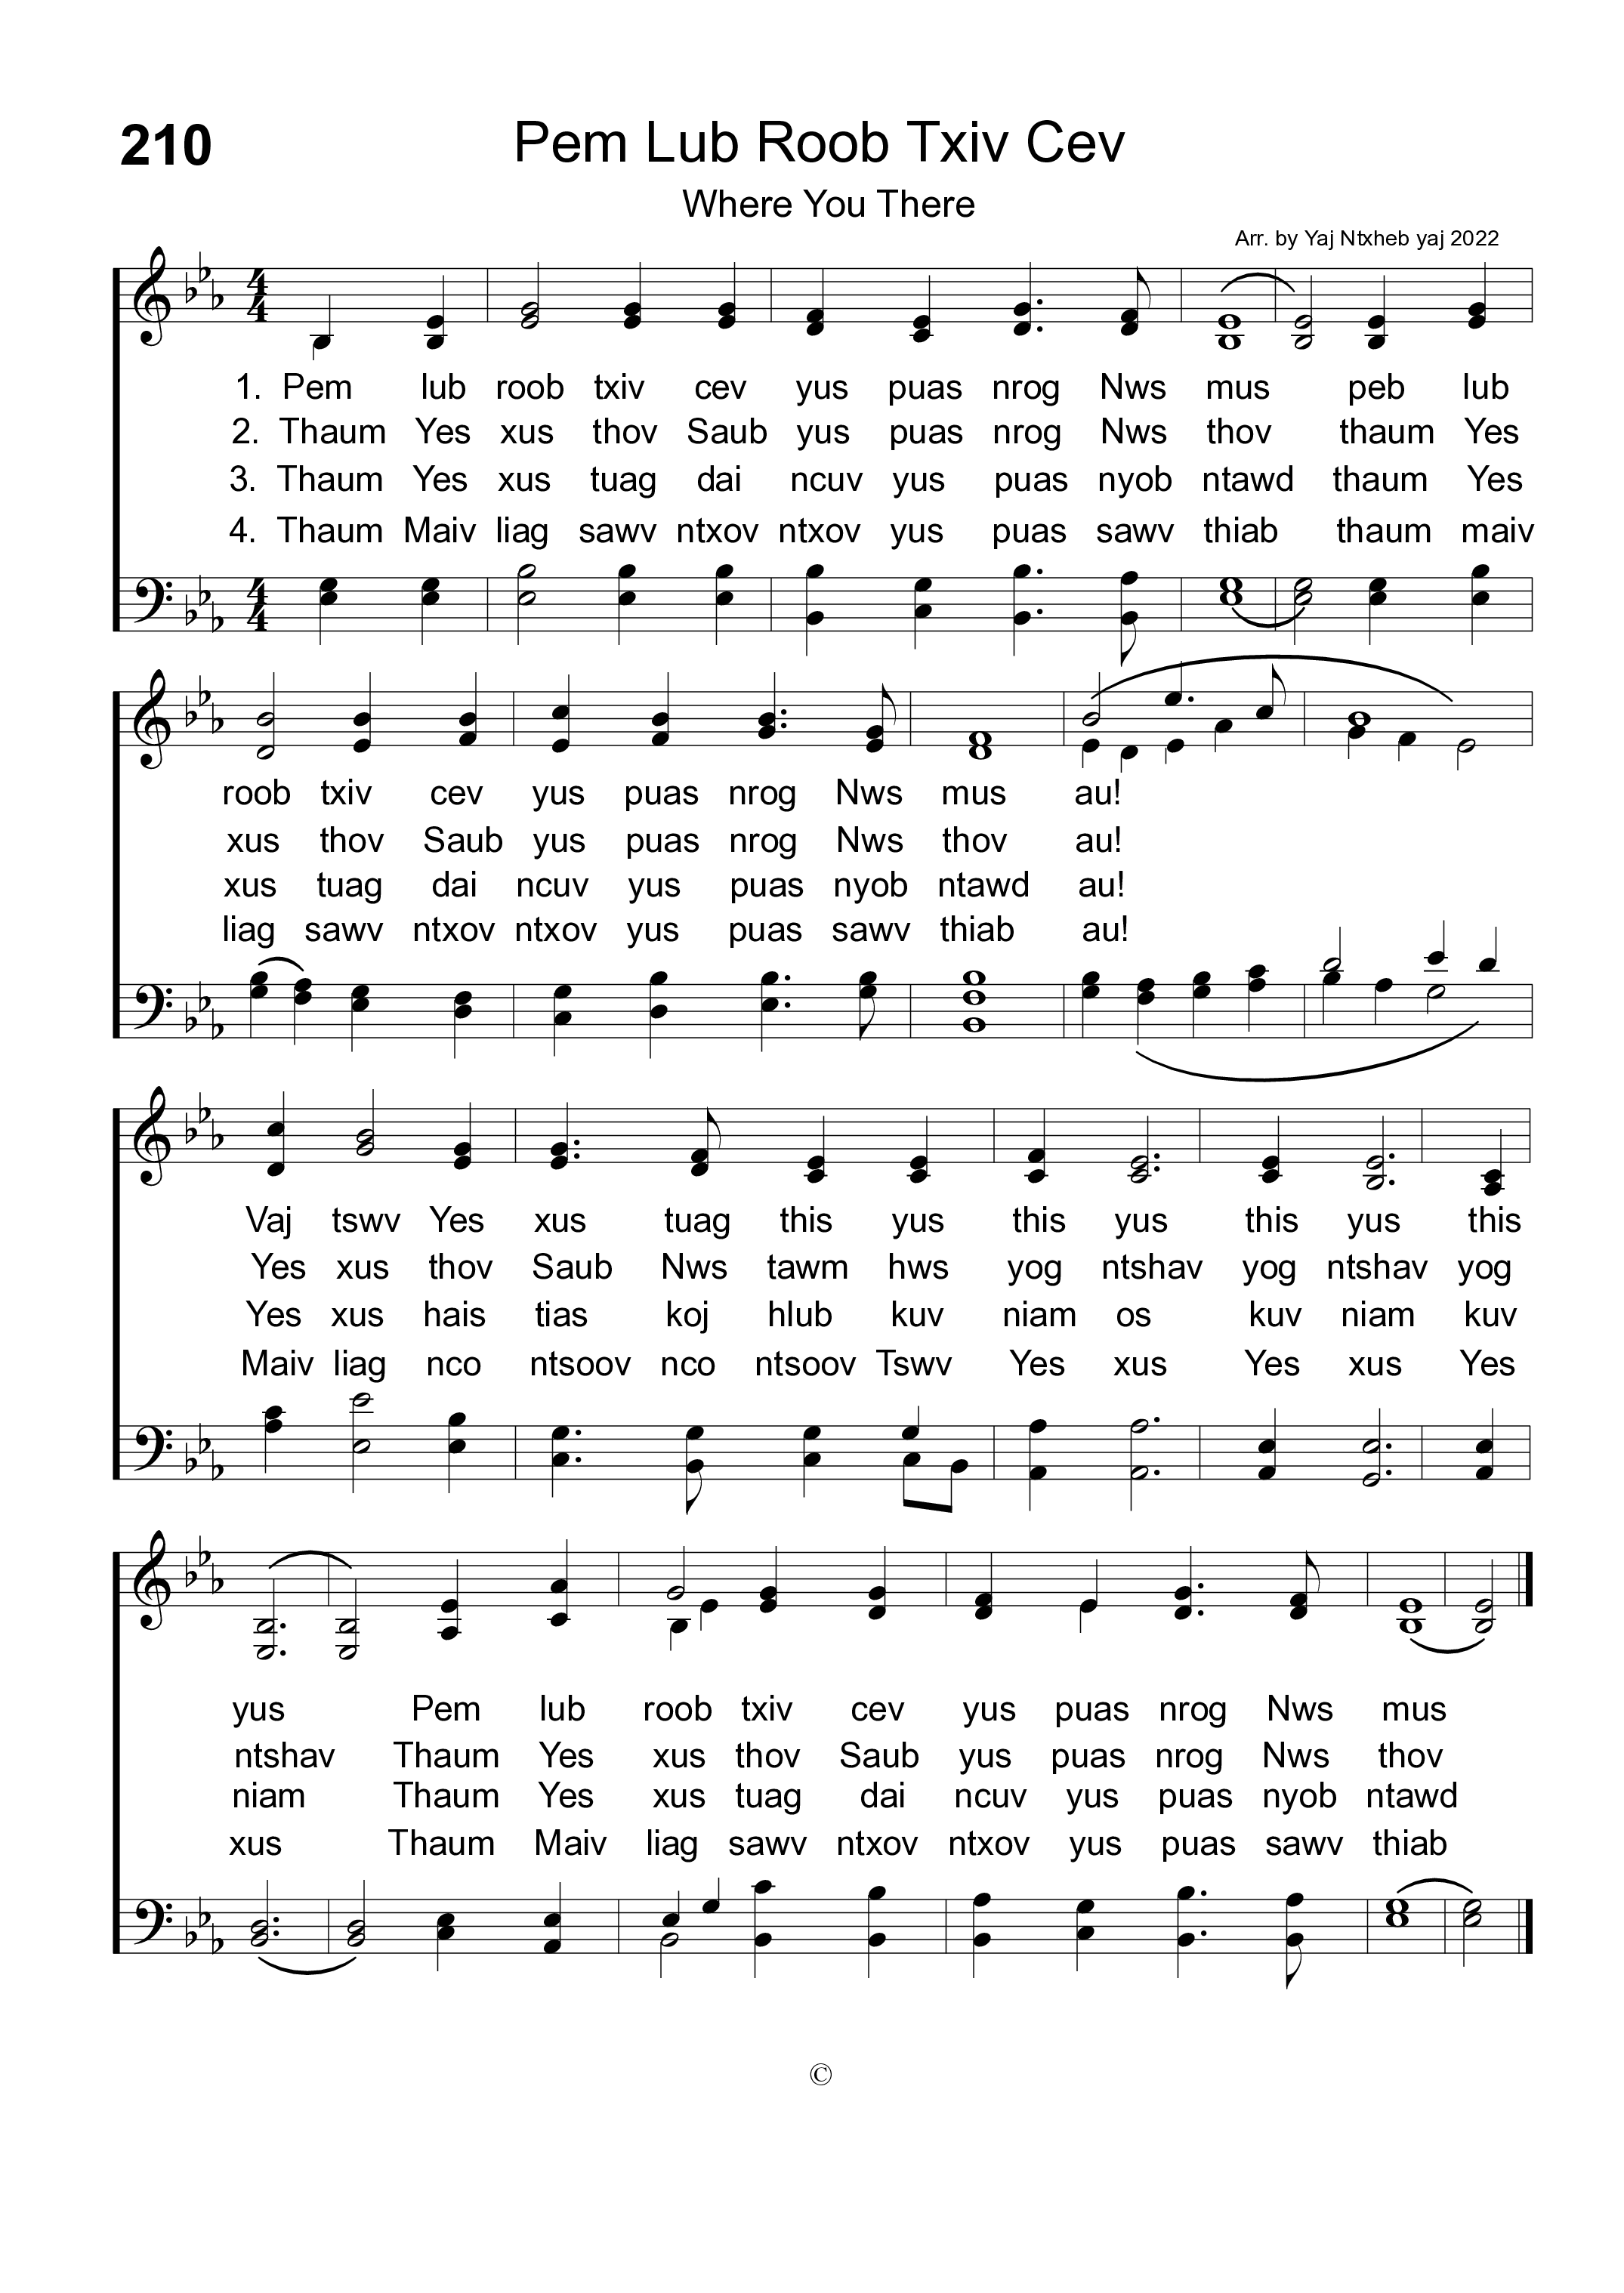 210
Pem Lub Roob Txiv Cev
Where You There
Arr. by Yaj Ntxheb yaj 2022
1. Pem lub roob txiv cev yus puas nrog Nws mus peb lub
2. Thaum Yes xus thov Saub yus puas nrog Nws thov thaum Yes
3. Thaum Yes xus tuag dai ncuv yus puas nyob ntawd thaum Yes
4. Thaum Maiv liag sawv ntxov ntxov yus puas sawv thiab thaum maiv
roob txiv cev yus puas nrog Nws mus au!
xus thov Saub yus puas nrog Nws thov au!
xus tuag dai ncuv yus puas nyob ntawd au!
liag sawv ntxov ntxov yus puas sawv thiab au!
Vaj tswv Yes xus tuag this yus this yus this yus this
Yes xus thov Saub Nws tawm hws yog ntshav yog ntshav yog
Yes xus hais tias koj hlub kuv niam os kuv niam kuv
Maiv liag nco ntsoov nco ntsoov Tswv Yes xus Yes xus Yes
yus Pem lub roob txiv cev yus puas nrog Nws mus
ntshav Thaum Yes xus thov Saub yus puas nrog Nws thov
niam Thaum Yes xus tuag dai ncuv yus puas nyob ntawd
xus Thaum Maiv liag sawv ntxov ntxov yus puas sawv thiab
©